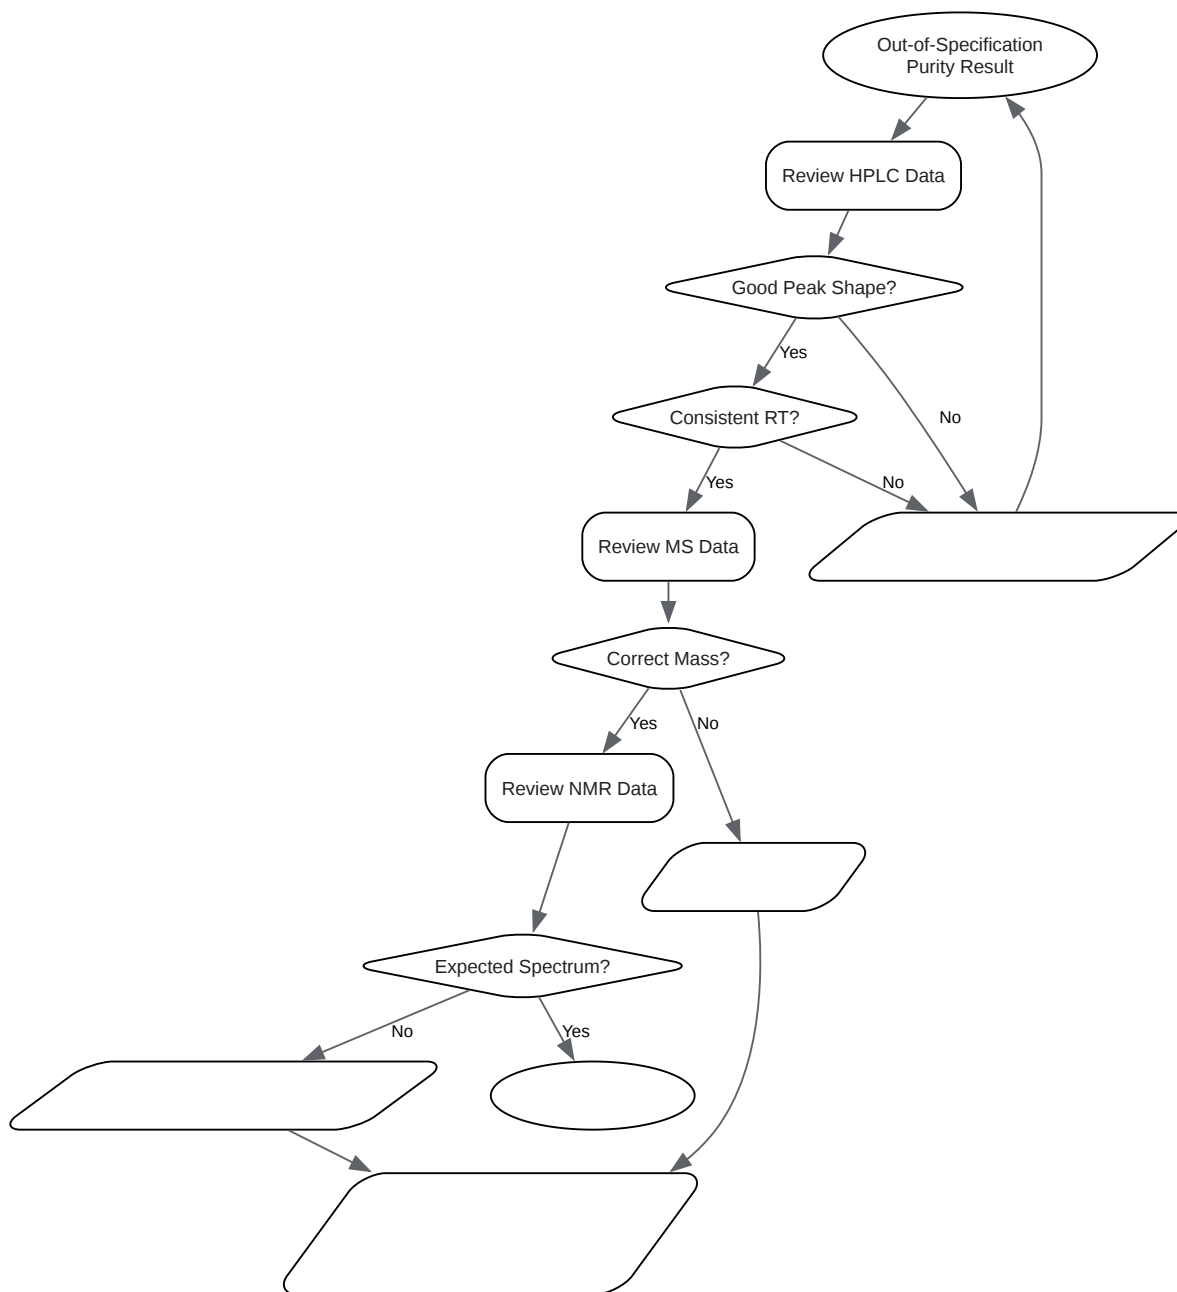 Out-of-Specification
Purity Result
Review HPLC Data
Good Peak Shape?
Yes
Consistent RT?
No
Yes
No
Review MS Data
Correct Mass?
Yes
No
Review NMR Data
Expected Spectrum?
No
Yes